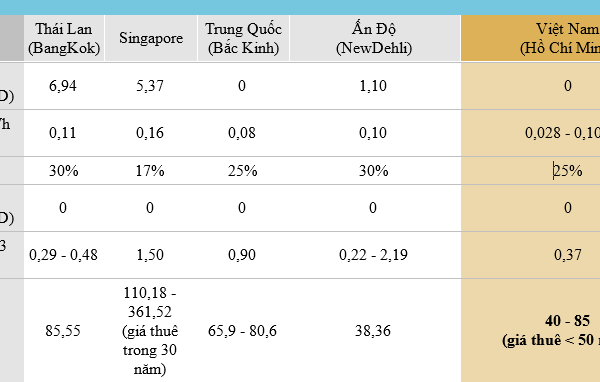 Thái Lan Singapore Trung Quốc Ấn Độ Việt Nam
(BangKok) (Bắc Kinh) (NewDehli) (Hồ Chí Min
6,94 5,37 0 1,10 0
D)
/h 0,11 0,16 0,08 0,10 0,028 - 0,10
30% 17% 25% 30% 25%
0 0 0 0 0
D)
3 0,29 - 0,48 1,50 0,90 0,22 - 2,19 0,37
85,55 110,18 - 65,9 - 80,6 38,36 40 - 85
361,52 (giá thuê < 50
(giá thuê
trong 30
năm)